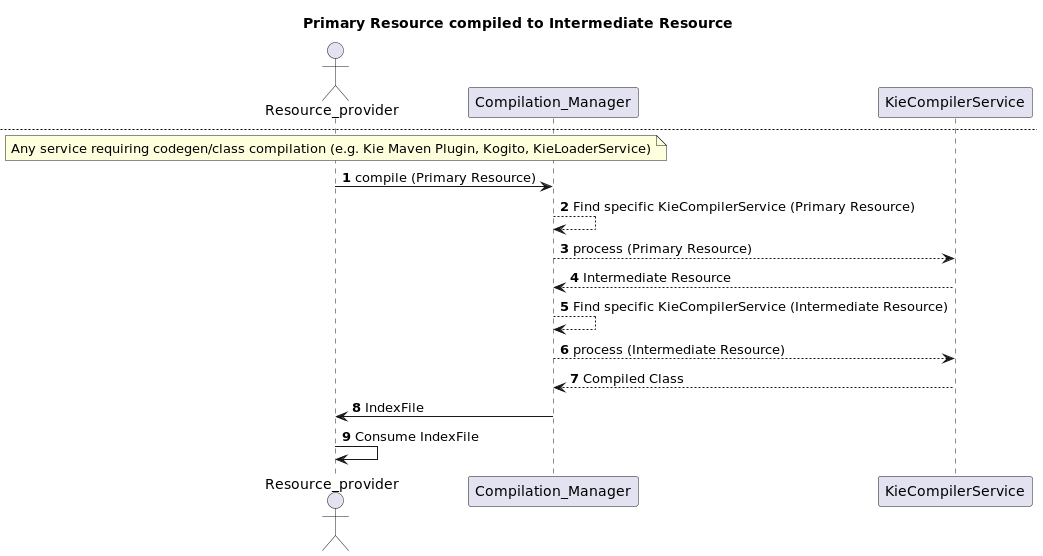 Primary Resource compiled to Intermediate Resource
Resource_provider
Compilation_Manager
KieCompilerService
Any service requiring codegen/class compilation (e.g. Kie Maven Plugin, Kogito, KieLoaderService)
1 compile (Primary Resource)
2 Find specific KieCompilerService (Primary Resource)
3 process (Primary Resource)
4 Intermediate Resource
5 Find specific KieCompilerService (Intermediate Resource)
6 process (Intermediate Resource)
7 Compiled Class
8 IndexFile
9 Consume IndexFile
Resource_provider
Compilation_Manager
KieCompilerService